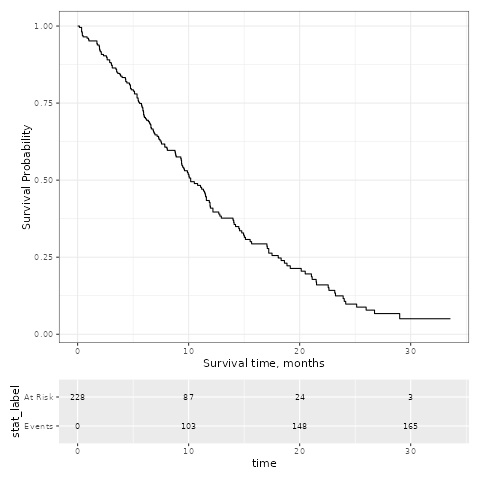 1.00
0.75
0.50
0.25
0.00
Survival Probability
0 10 20 30
Survival time, months
stat_label
At Risk 228 87 24 3
Events 0 103 148 165
0 10 20 30
time